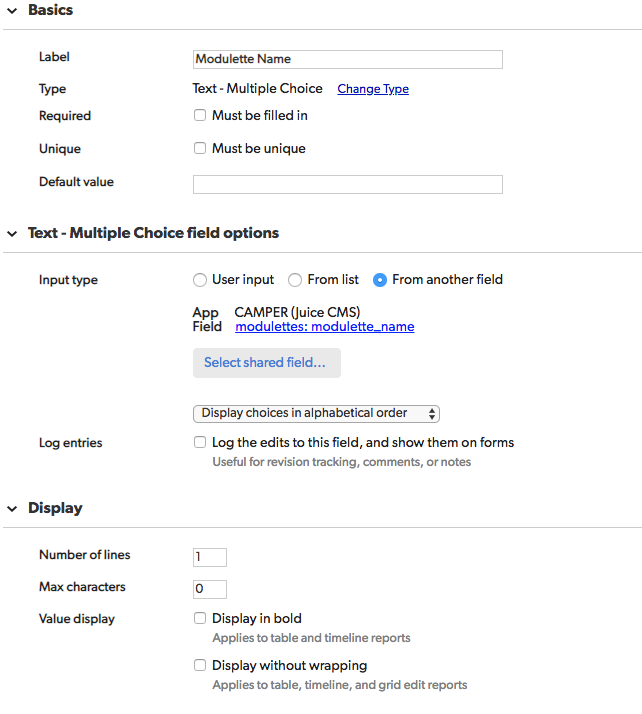 Basics
Label Modulette Name
Type Text - Multiple Choice Change Type
Required Must be filled in
Unique Must be unique
Default value
Text - Multiple Choice field options
Input type User input From list From another field
App CAMPER (Juice CMS)
Field modulettes: modulette_name
Select shared field...
Display choices in alphabetical order
Log entries Log the edits to this field, and show them on forms
Useful for revision tracking, comments, or notes
Display
Number of lines 1
Max characters 0
Value display Display in bold
Applies to table and timeline reports
Display without wrapping
Applies to table, timeline, and grid edit reports